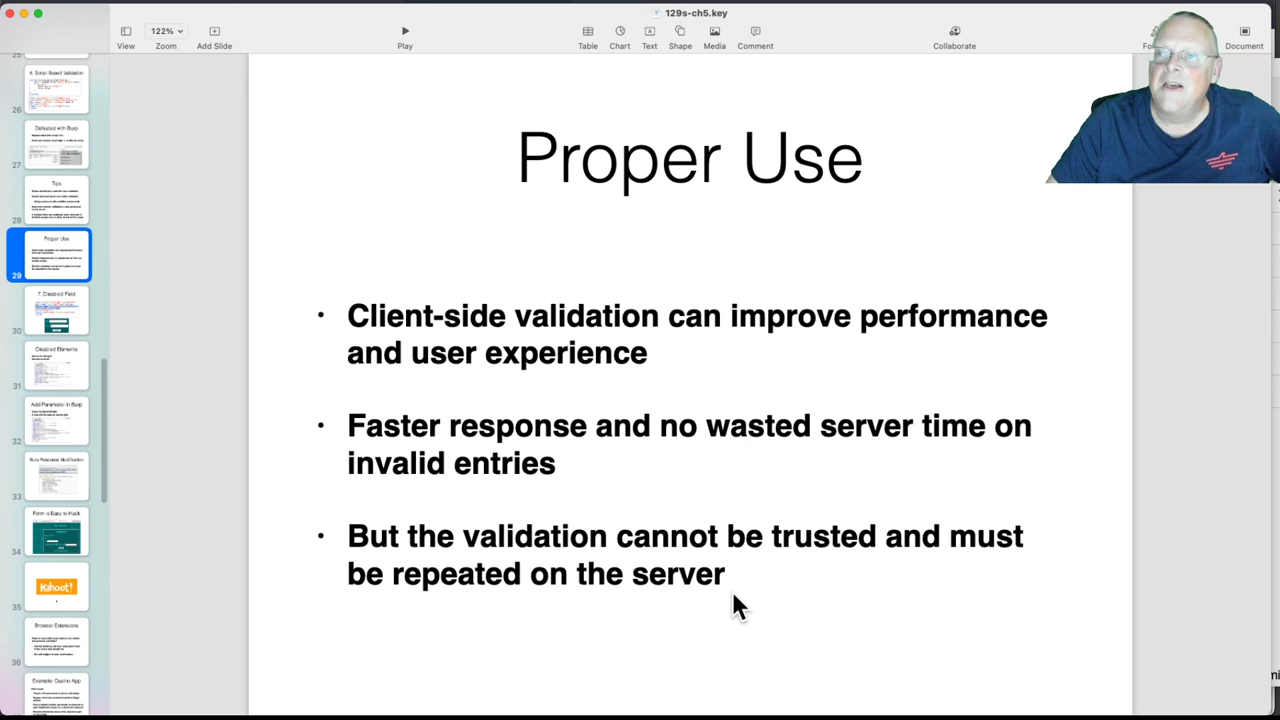 129s-ch5.key
122%
View
Zoom
Add Slide
Play
Table
Chart
Text
Shape
Media
Comment
Collaborate
Document
26
6. Script Based Validation
27
Defeated with Burp
28
Tips
29
Proper Use
30
7. Disabled Field
31
Disabled Elements
32
Add Parameter in Burp
33
Burp Response Modification
34
Form is Easy to Hack
35
Kahoot!
36
Browser Extensions
Example: Casino App
Proper Use
• Client-side validation can improve performance
and user experience
• Faster response and no wasted server time on
invalid entries
• But the validation cannot be trusted and must
be repeated on the server